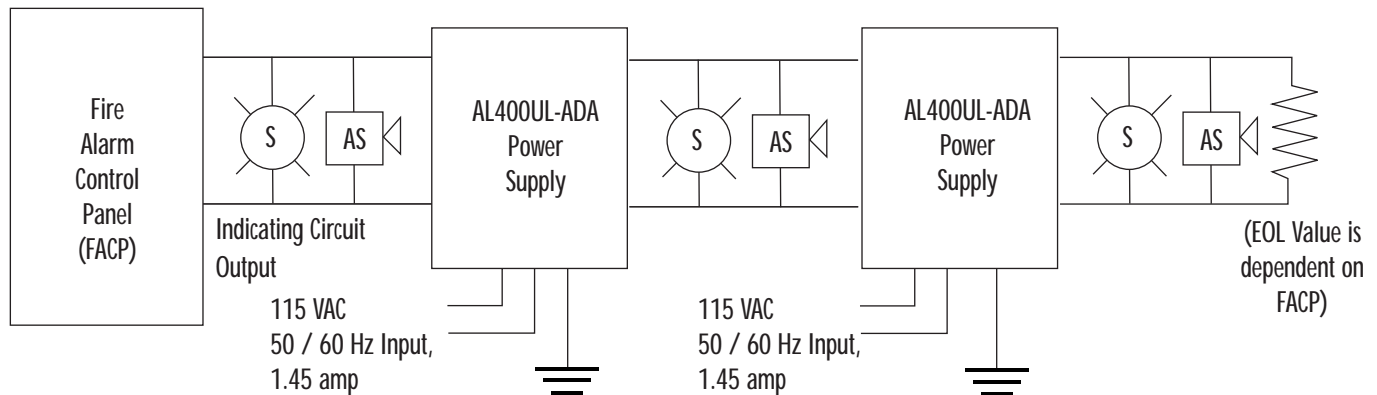 Fire
Alarm
Control
Panel
(FACP)
S
AS
Indicating Circuit
Output
AL400UL-ADA
Power
Supply
115 VAC
50 / 60 Hz Input,
1.45 amp
S
AS
AL400UL-ADA
Power
Supply
115 VAC
50 / 60 Hz Input,
1.45 amp
S
AS
(EOL Value is
dependent on
FACP)